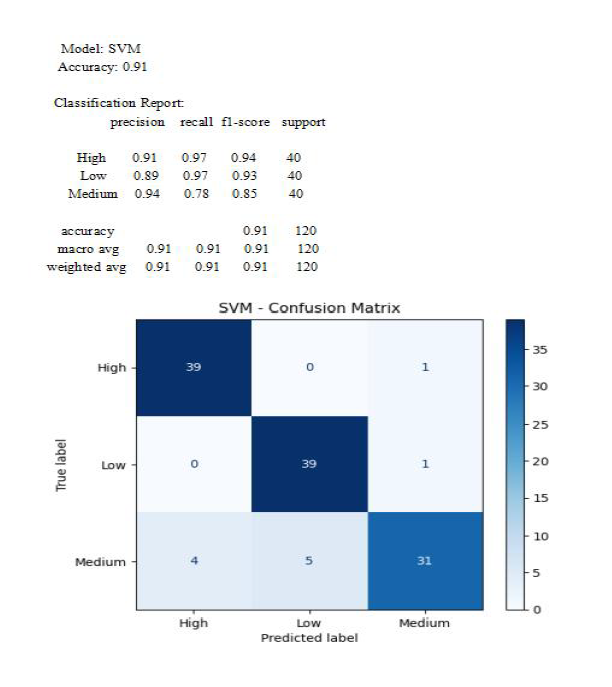 Model: SVM
Accuracy: 0.91
Classification Report:
precision recall f1-score support
High 0.91 0.97 0.94 40
Low 0.89 0.97 0.93 40
Medium 0.94 0.78 0.85 40
accuracy 0.91 120
macro avg 0.91 0.91 0.91 120
weighted avg 0.91 0.91 0.91 120
SVM - Confusion Matrix
35
High 39 0 1
30
25
True label
Low 0 39 1
20
15
10
Medium 4 5 31
5
0
High Low Medium
Predicted label